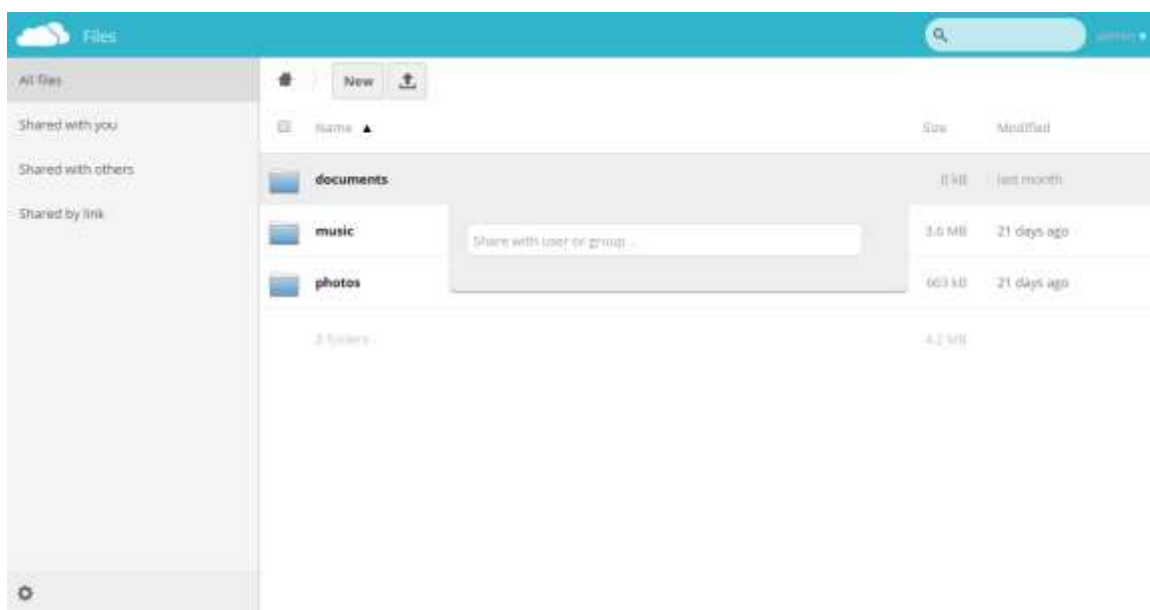 Files
admin
All files
Shared with you
Shared with others
Shared by link
New
Name Size Modified
documents 0 kB last month
Share with user or group ...
music 3.6 MB 21 days ago
photos 663 kB 21 days ago
3 folders 4.2 MB